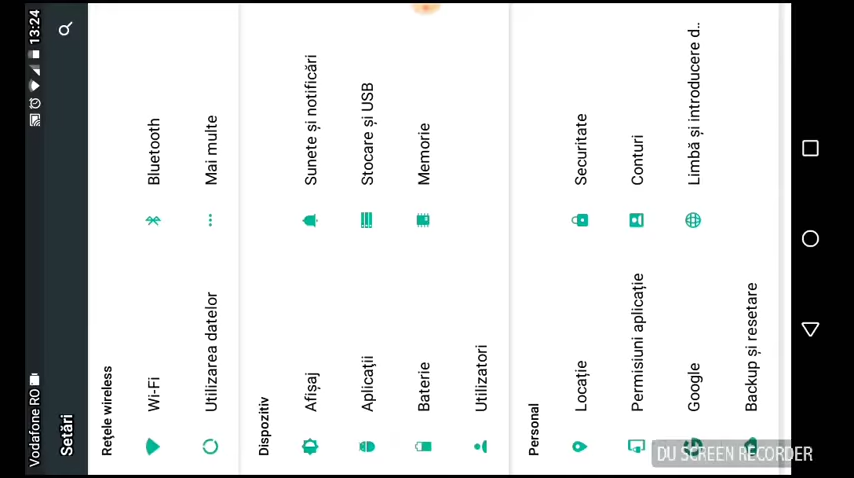 Vodafone RO
13:24
Setări
Rețele wireless
Wi-Fi
Bluetooth
Utilizarea datelor
Mai multe
Dispozitiv
Afișaj
Sunete și notificări
Aplicații
Stocare și USB
Baterie
Memorie
Utilizatori
Personal
Locație
Securitate
Permisiuni aplicație
Conturi
Google
Limbă și introducere d..
Backup și resetare
DU SCREEN RECORDER